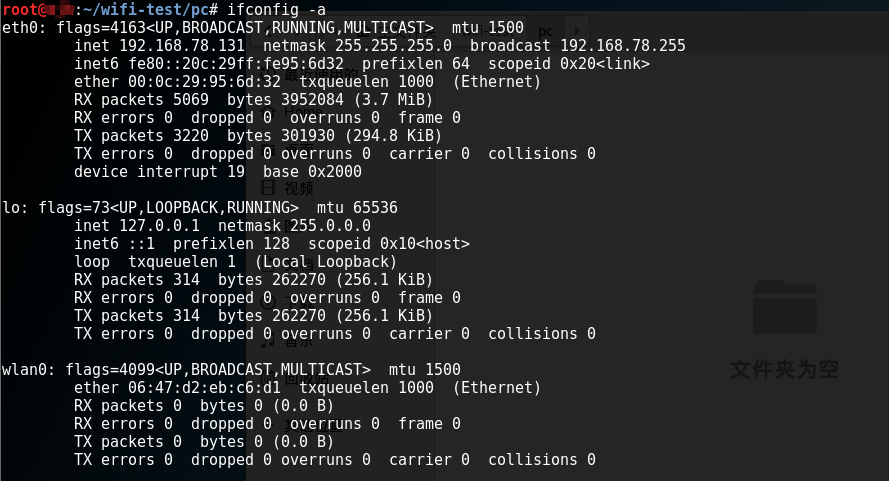 root@:~/wifi-test/pc# ifconfig -a
eth0: flags=4163<UP,BROADCAST,RUNNING,MULTICAST>  mtu 1500
inet 192.168.78.131  netmask 255.255.255.0  broadcast 192.168.78.255
inet6 fe80::20c:29ff:fe95:6d32  prefixlen 64  scopeid 0x20<link>
ether 00:0c:29:95:6d:32  txqueuelen 1000  (Ethernet)
RX packets 5069  bytes 3952084 (3.7 MiB)
RX errors 0  dropped 0  overruns 0  frame 0
TX packets 3220  bytes 301930 (294.8 KiB)
TX errors 0  dropped 0 overruns 0  carrier 0  collisions 0
device interrupt 19  base 0x2000
lo: flags=73<UP,LOOPBACK,RUNNING>  mtu 65536
inet 127.0.0.1  netmask 255.0.0.0
inet6 ::1  prefixlen 128  scopeid 0x10<host>
loop  txqueuelen 1  (Local Loopback)
RX packets 314  bytes 262270 (256.1 KiB)
RX errors 0  dropped 0  overruns 0  frame 0
TX packets 314  bytes 262270 (256.1 KiB)
TX errors 0  dropped 0 overruns 0  carrier 0  collisions 0
wlan0: flags=4099<UP,BROADCAST,MULTICAST>  mtu 1500
ether 06:47:d2:eb:c6:d1  txqueuelen 1000  (Ethernet)
RX packets 0  bytes 0 (0.0 B)
RX errors 0  dropped 0  overruns 0  frame 0
TX packets 0  bytes 0 (0.0 B)
TX errors 0  dropped 0 overruns 0  carrier 0  collisions 0
pc
最近使用的
视频
音乐
回收站
文件夹为空